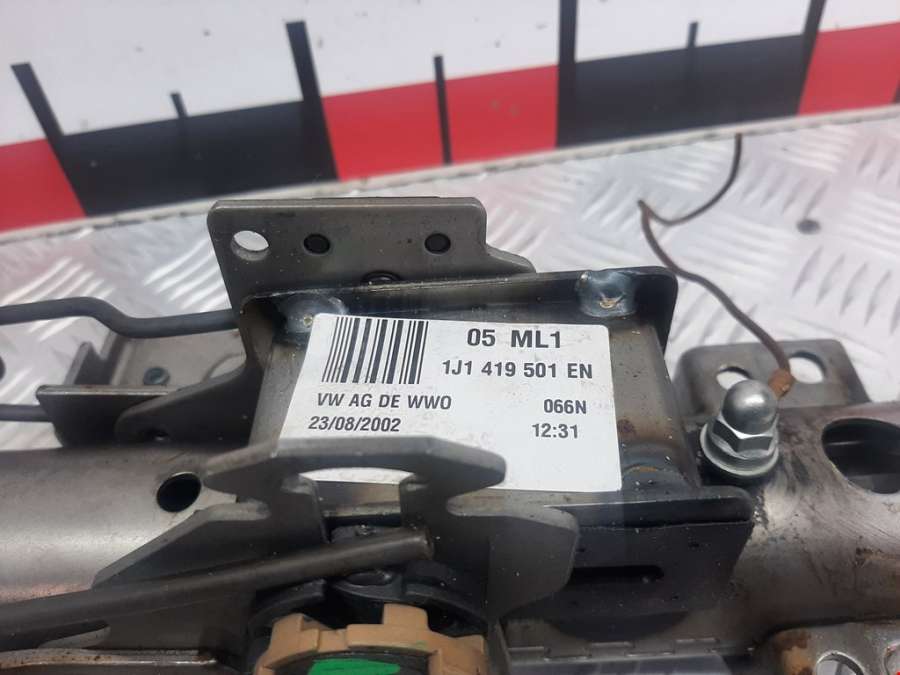 05 ML1
1J1 419 501 EN
VW AG DE WWO 066N
23/08/2002 12:31